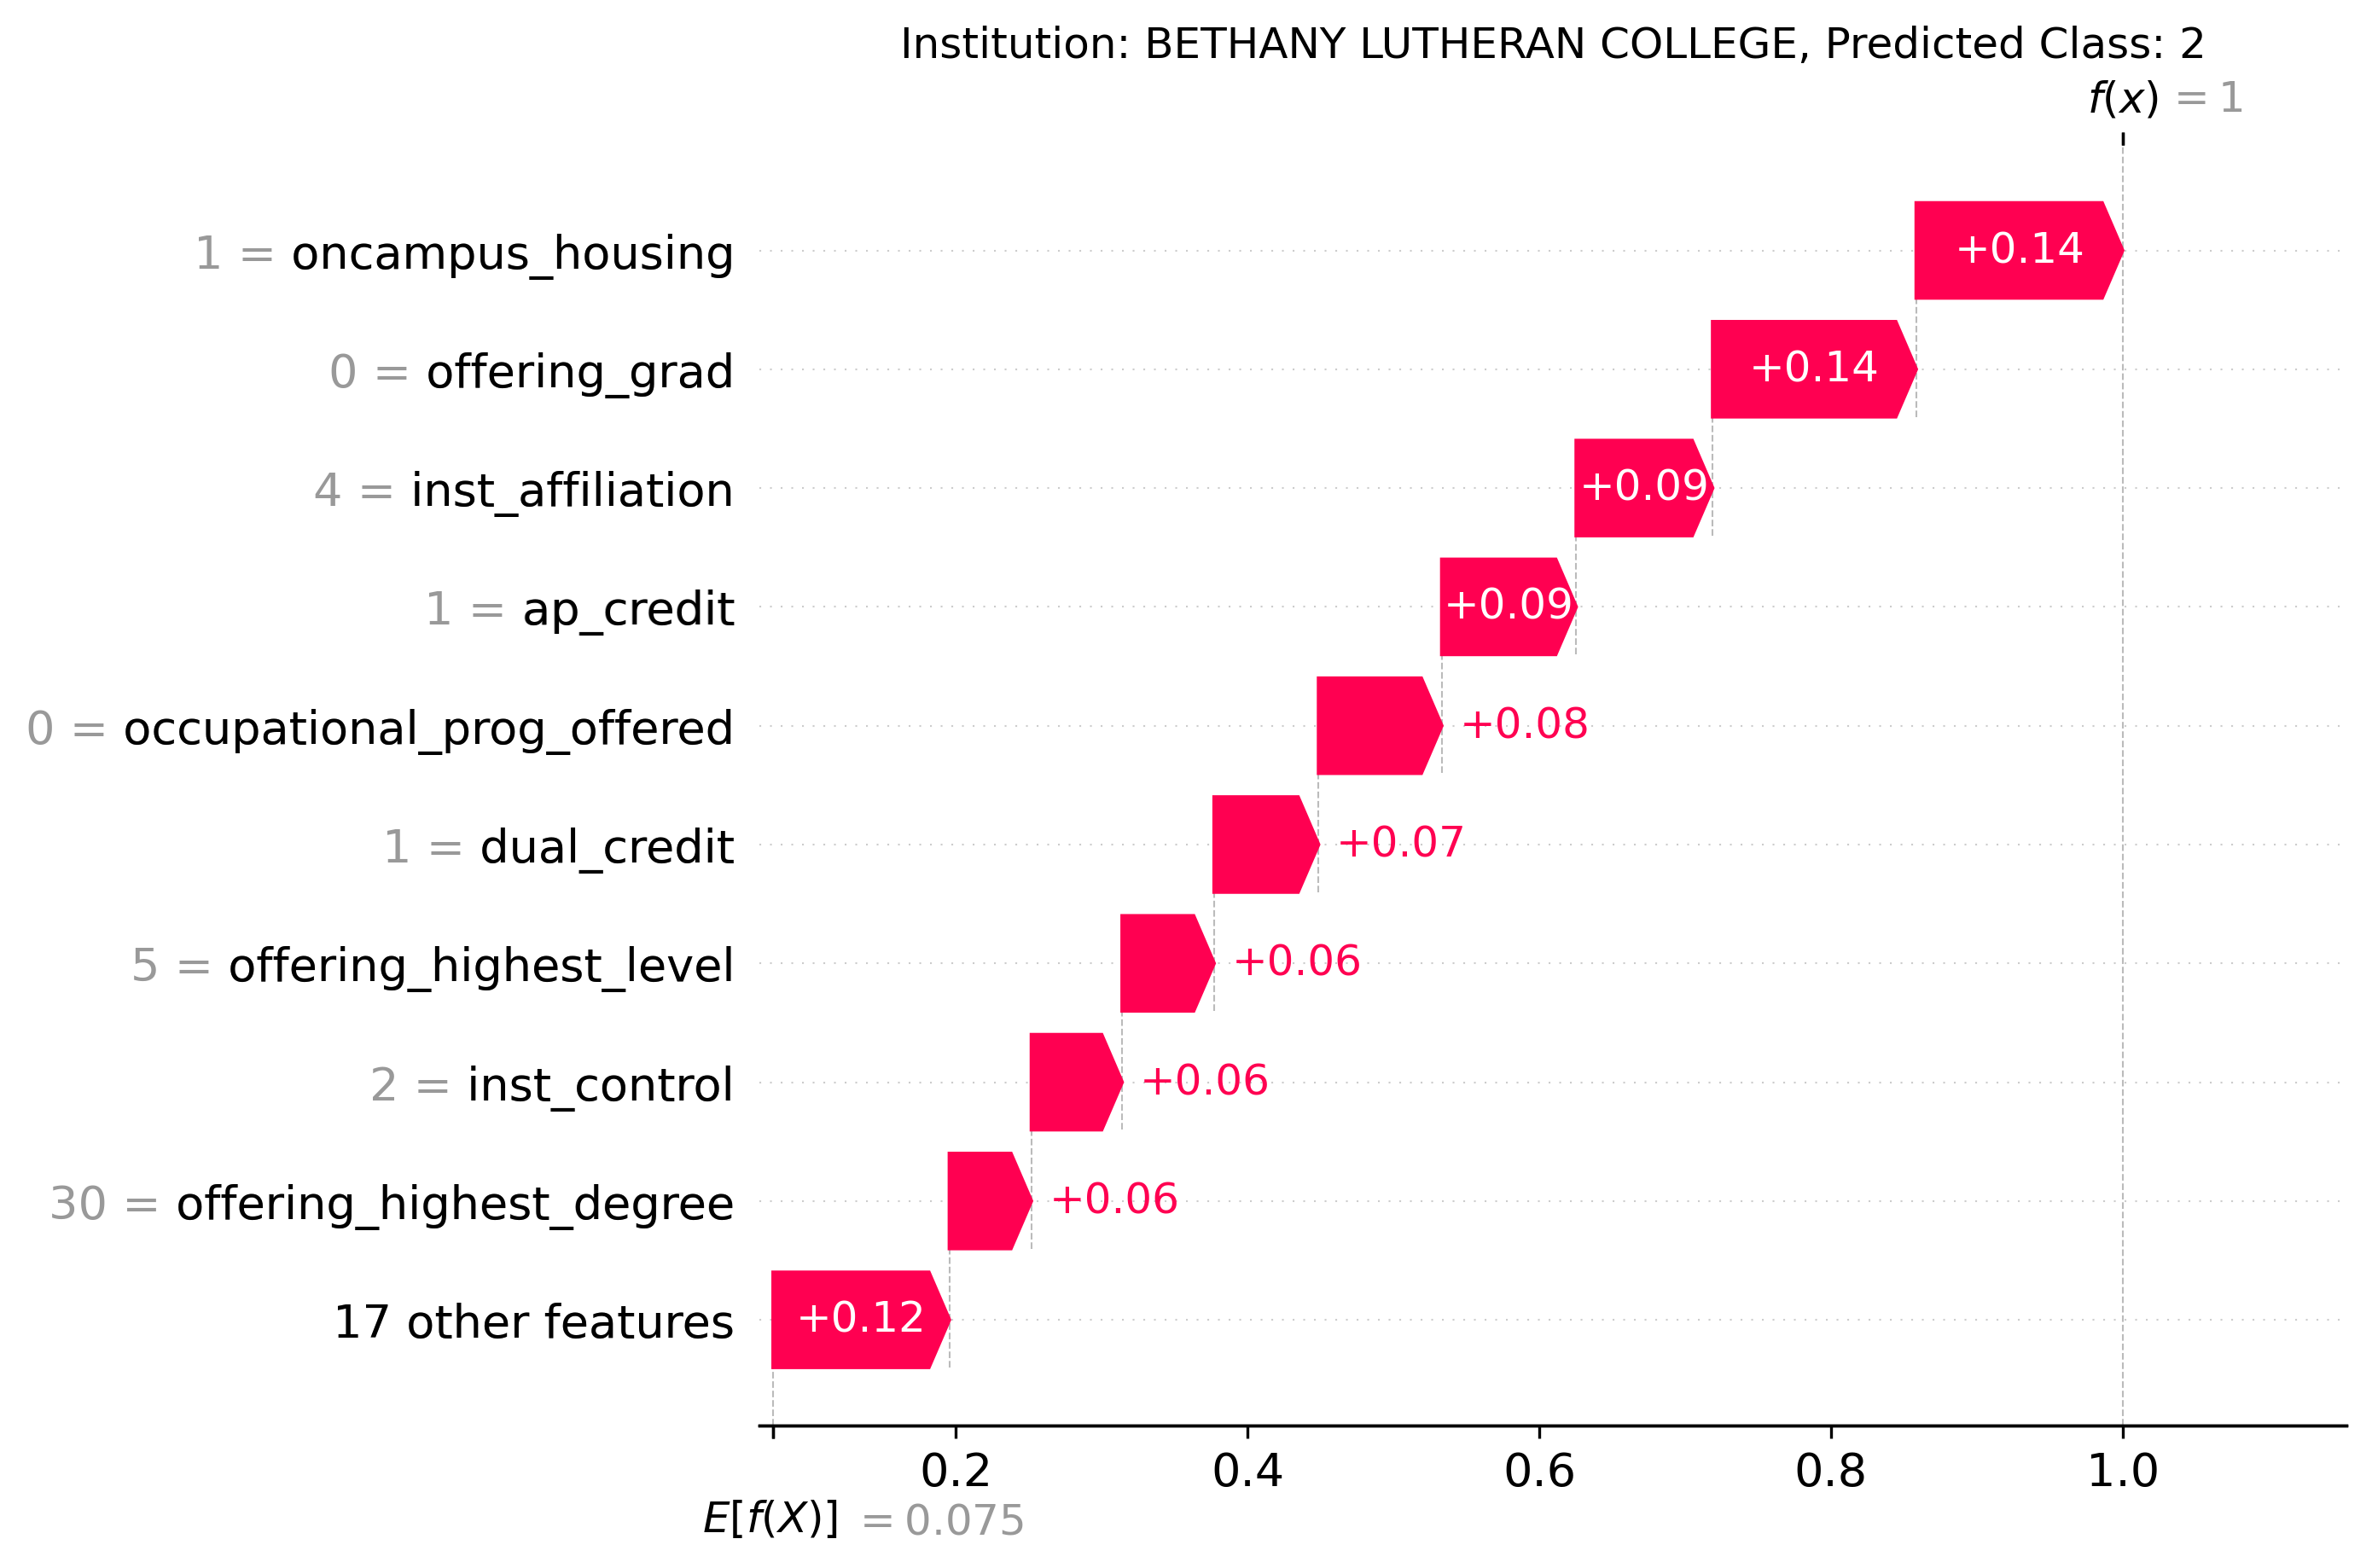 Institution: BETHANY LUTHERAN COLLEGE, Predicted Class: 2
f(x) = 1
1 = oncampus_housing +0.14
0 = offering_grad +0.14
4 = inst_affiliation +0.09
1 = ap_credit +0.09
0 = occupational_prog_offered +0.08
1 = dual_credit +0.07
5 = offering_highest_level +0.06
2 = inst_control +0.06
30 = offering_highest_degree +0.06
17 other features +0.12
0.2 0.4 0.6 0.8 1.0
E[f(X)] = 0.075